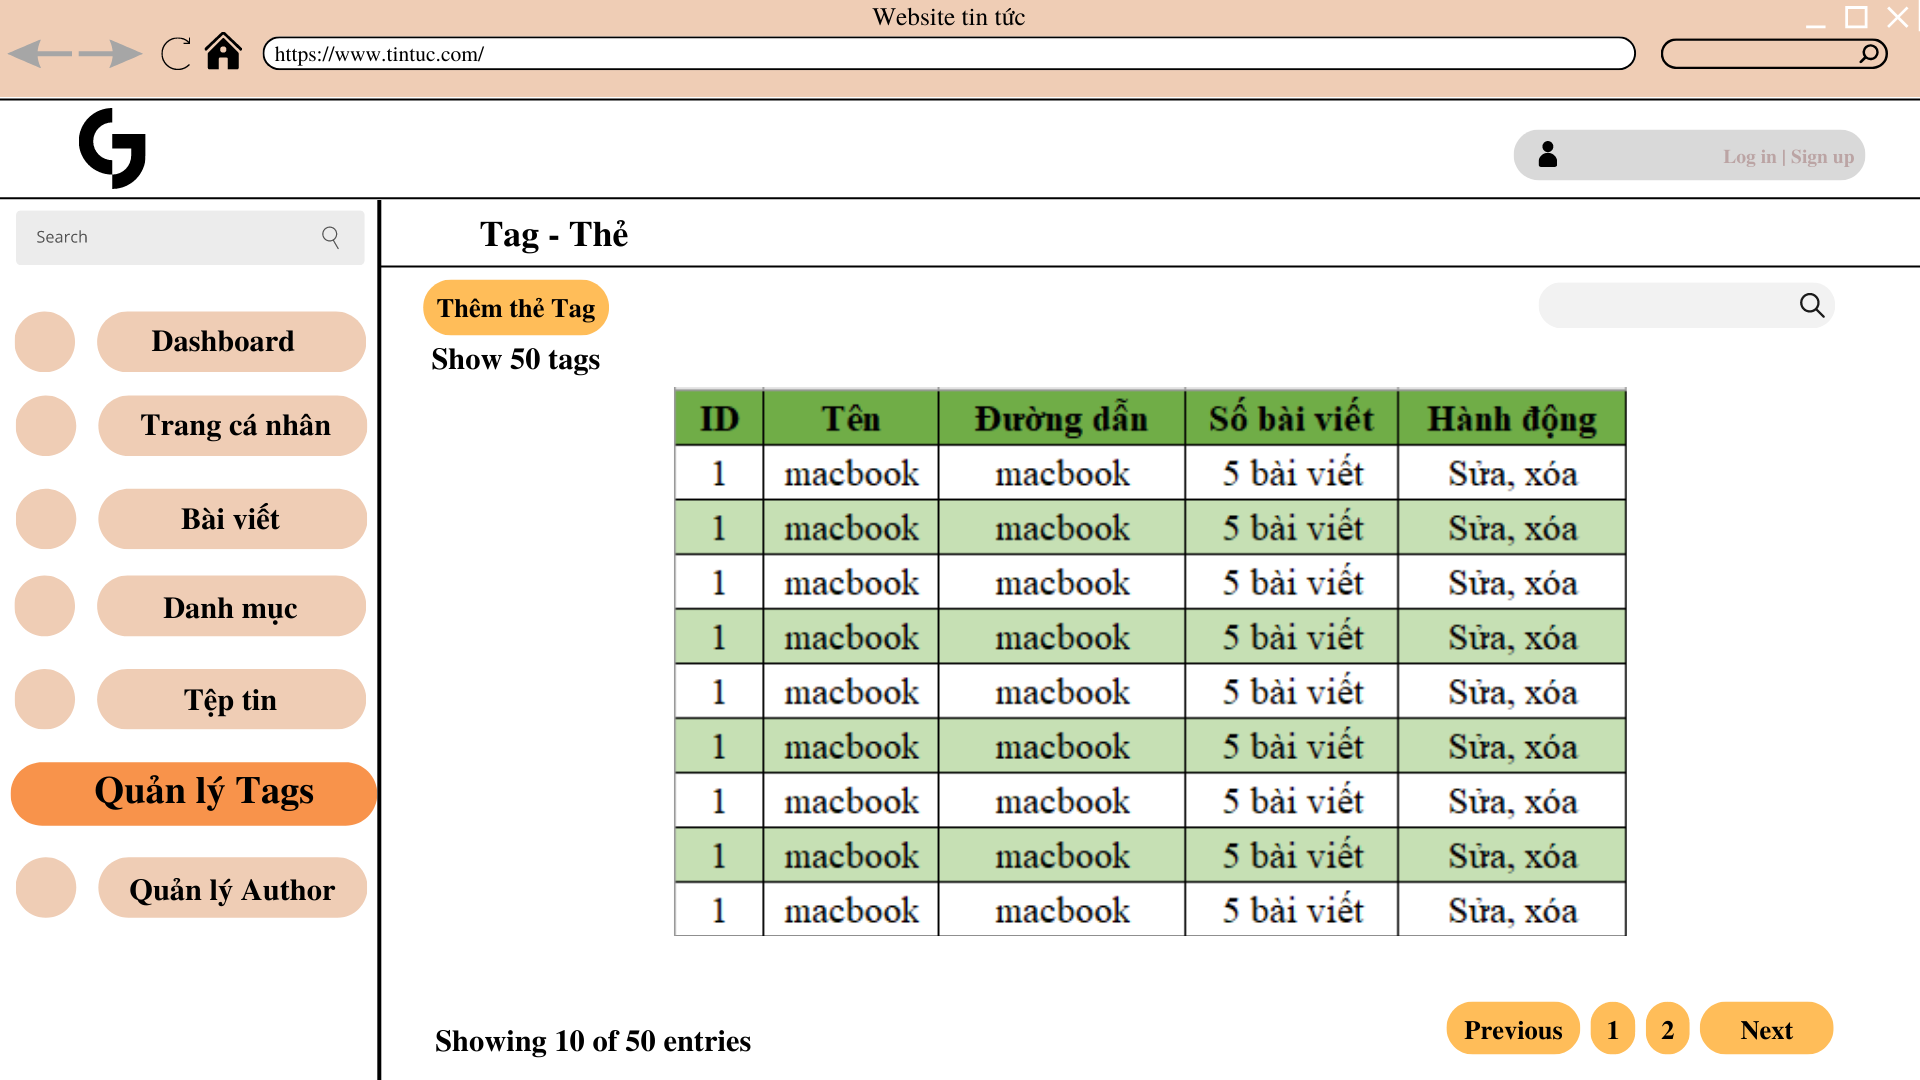 Website tin tức
https://www.tintuc.com/
Log in | Sign up
Search
Dashboard
Trang cá nhân
Bài viết
Danh mục
Tệp tin
Quản lý Tags
Quản lý Author
Tag - Thẻ
Thêm thẻ Tag
Show 50 tags
ID Tên Đường dẫn Số bài viết Hành động
1 macbook macbook 5 bài viết Sửa, xóa
1 macbook macbook 5 bài viết Sửa, xóa
1 macbook macbook 5 bài viết Sửa, xóa
1 macbook macbook 5 bài viết Sửa, xóa
1 macbook macbook 5 bài viết Sửa, xóa
1 macbook macbook 5 bài viết Sửa, xóa
1 macbook macbook 5 bài viết Sửa, xóa
1 macbook macbook 5 bài viết Sửa, xóa
1 macbook macbook 5 bài viết Sửa, xóa
Showing 10 of 50 entries
Previous 1 2 Next